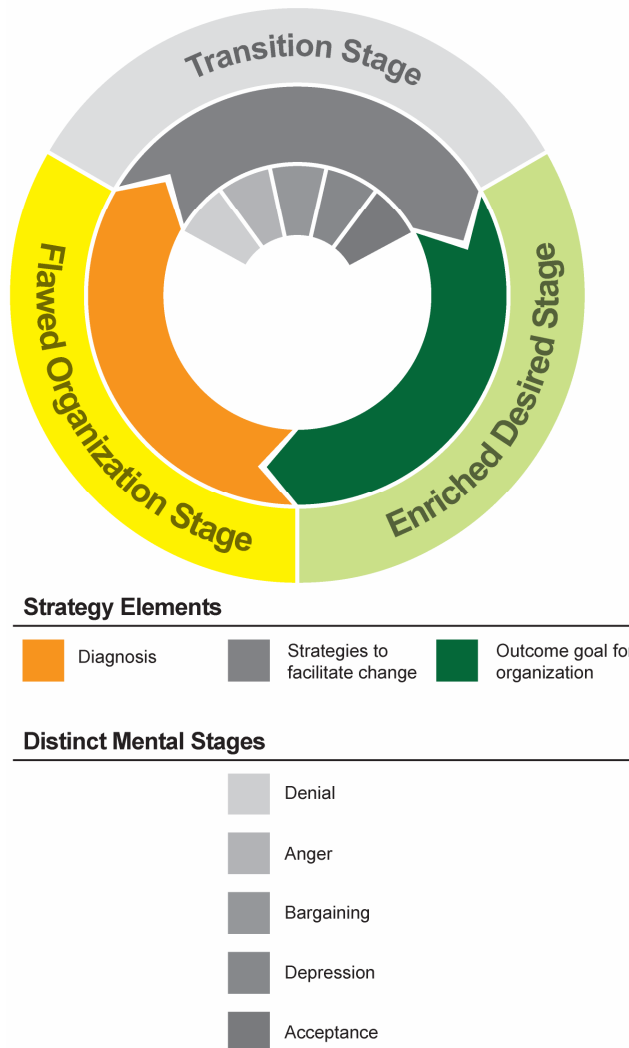 Transition Stage
Flawed Organization Stage
Enriched Desired Stage
Strategy Elements
Diagnosis
Strategies to
facilitate change
Outcome goal for
organization
Distinct Mental Stages
Denial
Anger
Bargaining
Depression
Acceptance